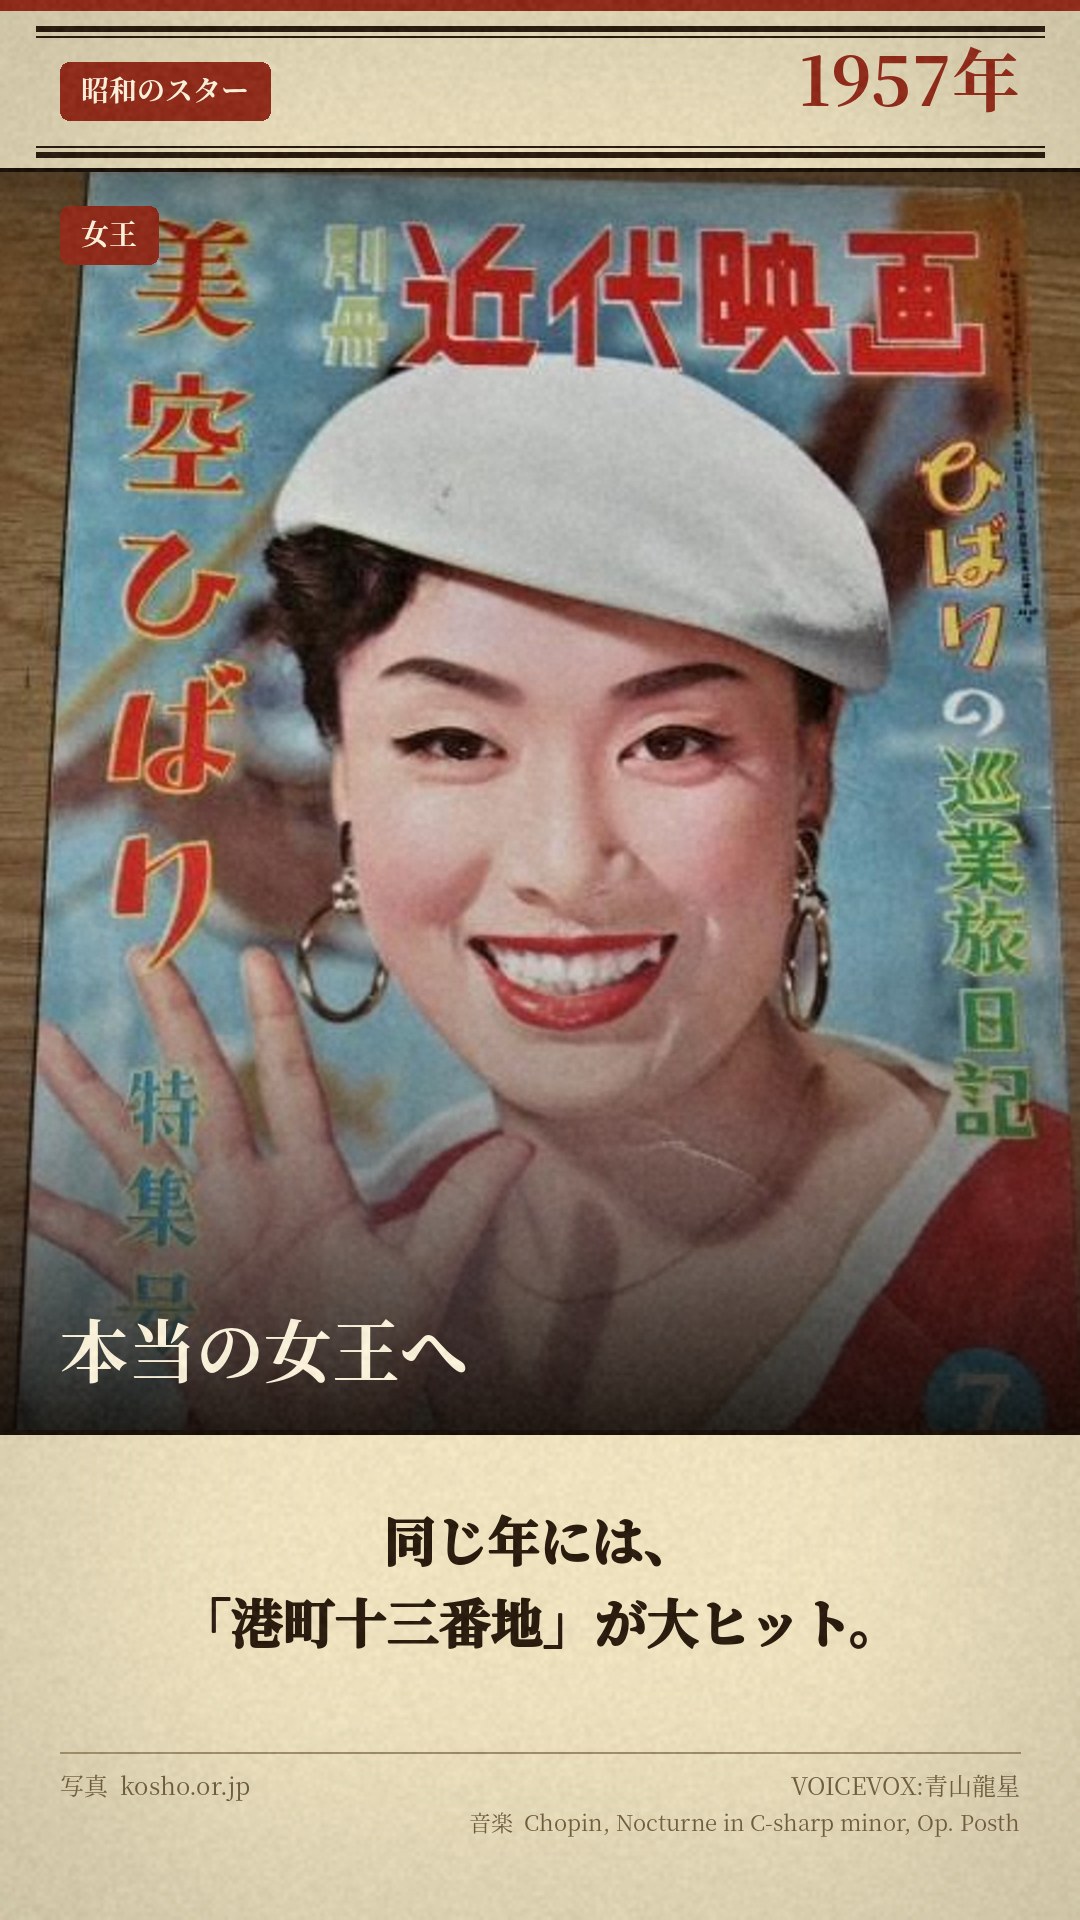 昭和のスター
1957年
女王
美空ひばり
特集号
別冊
近代映画
ひばりの巡業旅日記
7
本当の女王へ
同じ年には、
「港町十三番地」が大ヒット。
写真 kosho.or.jp
VOICEVOX:青山龍星
音楽 Chopin, Nocturne in C-sharp minor, Op. Posth